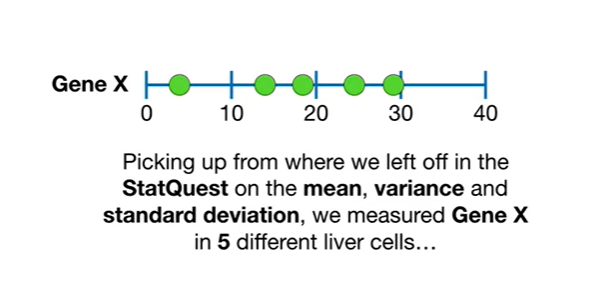 Gene X
0 10 20 30 40
Picking up from where we left off in the
StatQuest on the mean, variance and
standard deviation, we measured Gene X
in 5 different liver cells…